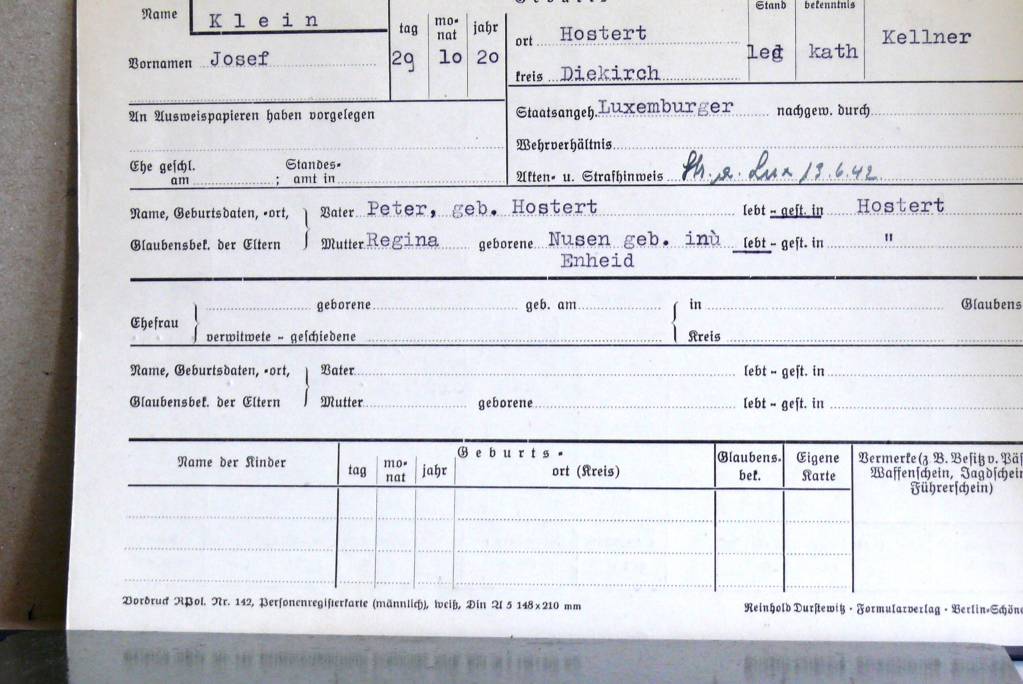 Name Klein tag mo- nat jahr ort Hostert Stand bekenntnis Kellner
Vornamen Josef 29 10 20 kreis Diekirch led kath
An Ausweispapieren haben vorgelegen Staatsangeh. Luxemburger nachgew. durch
Wehrverhältnis
Ehe geschl. am ; Standes- amt in Akten- u. Strafhinweis 13.6.42
Name, Geburtsdaten, -ort, Vater Peter, geb. Hostert lebt - gest. in Hostert
Glaubensbek. der Eltern Mutter Regina geborene Nusen geb. inù lebt - gest. in "
Enheid
Ehefrau geborene geb. am in Glaubens
verwitwete - geschiedene Kreis
Name, Geburtsdaten, -ort, Vater lebt - gest. in
Glaubensbek. der Eltern Mutter geborene lebt - gest. in
Name der Kinder Geburts- Glaubens- bek. Eigene Karte Vermerke (z. B. Besitz v. Päs
tag mo- nat jahr ort (Kreis) Waffenschein, Jagdschein
Führerschein)
Vordruck RPol. Nr. 142, Personenregisterkarte (männlich), weiß, Din A 5 148x210 mm Reinhold Durstewitz · Formularverlag · Berlin-Schöne